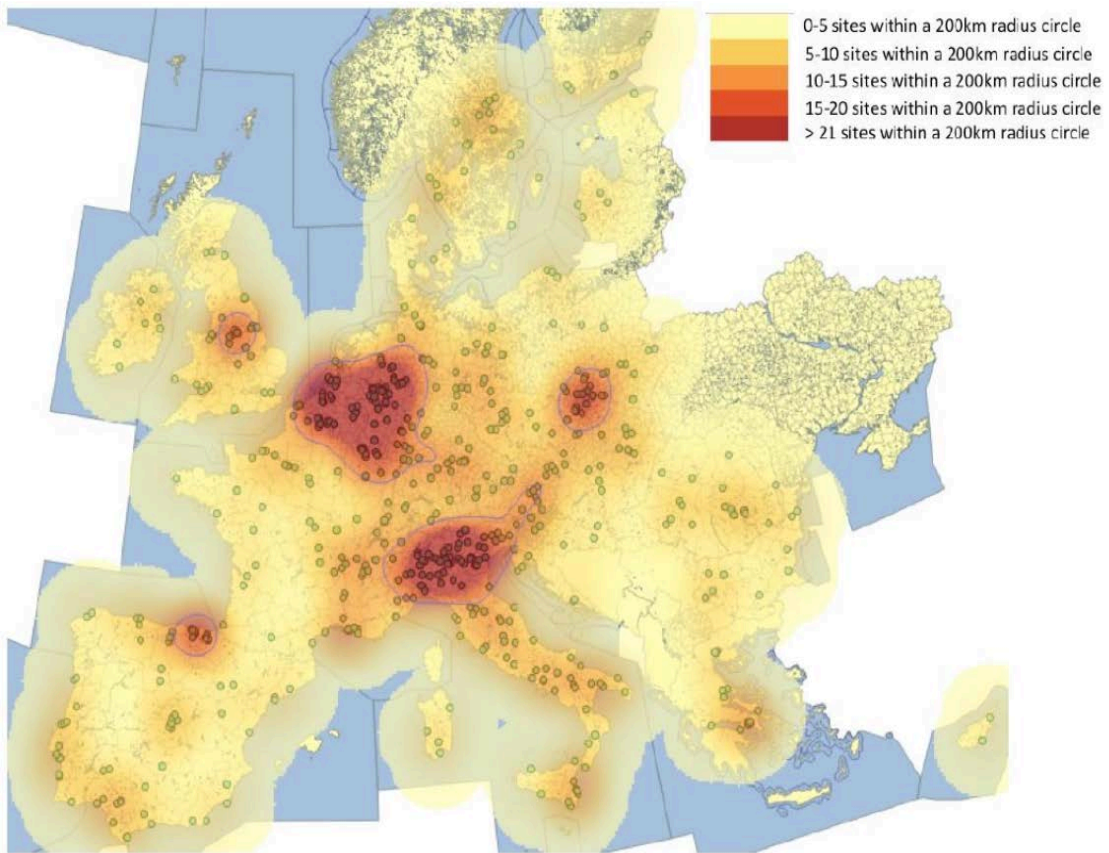 0-5 sites within a 200km radius circle
5-10 sites within a 200km radius circle
10-15 sites within a 200km radius circle
15-20 sites within a 200km radius circle
> 21 sites within a 200km radius circle